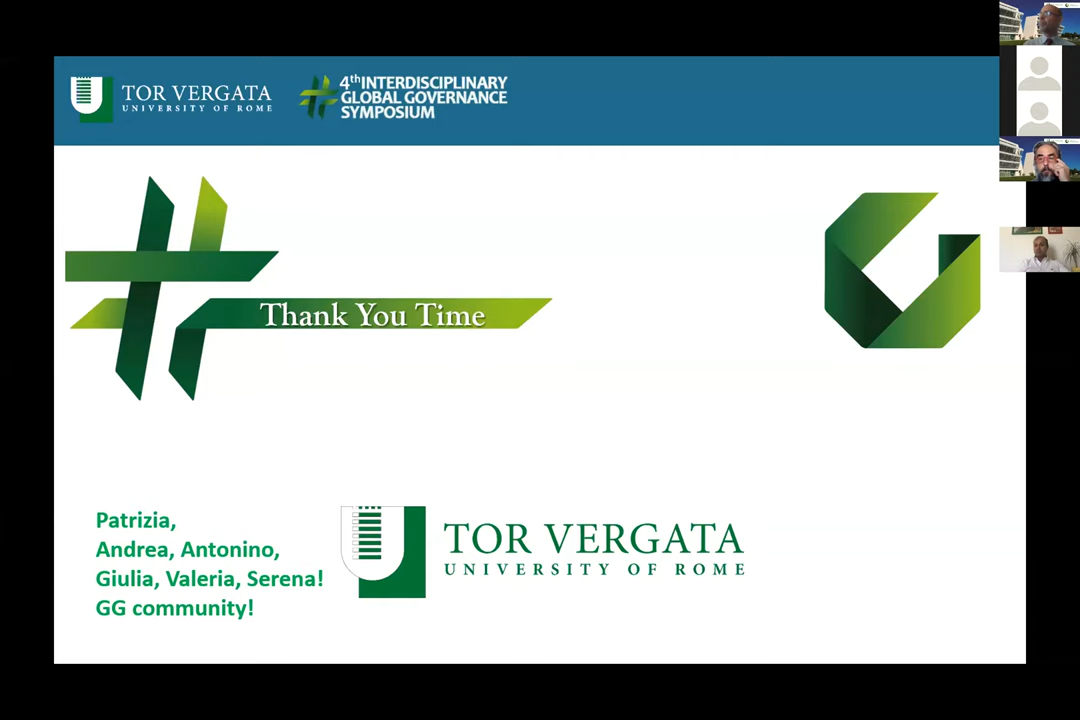 TOR VERGATA
UNIVERSITY OF ROME
4th INTERDISCIPLINARY
GLOBAL GOVERNANCE
SYMPOSIUM
Thank You Time
Patrizia,
Andrea, Antonino,
Giulia, Valeria, Serena!
GG community!
TOR VERGATA
UNIVERSITY OF ROME